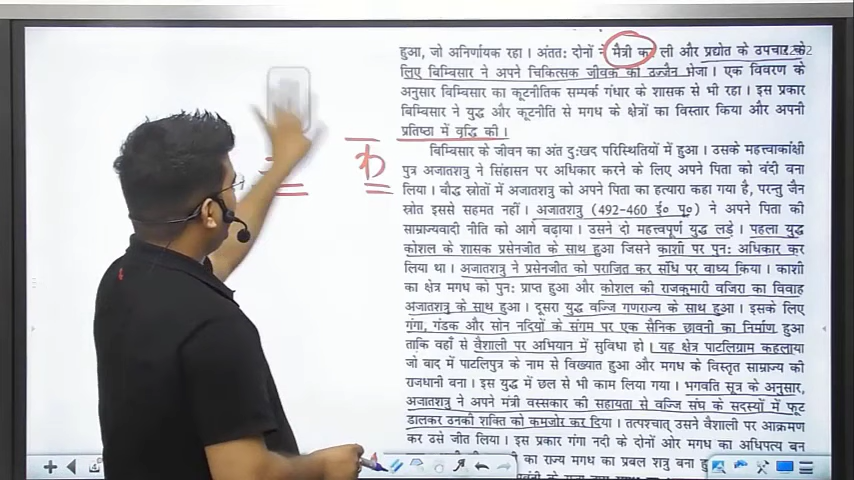 हुआ, जो अनिर्णायक रहा। अंततः दोनों ने मैत्री कर ली और प्रद्योत के उपचार के
लिए बिम्बिसार ने अपने चिकित्सक जीवक को उज्जैन भेजा। एक विवरण के
अनुसार बिम्बिसार का कूटनीतिक सम्पर्क गंधार के शासक से भी रहा। इस प्रकार
बिम्बिसार ने युद्ध और कूटनीति से मगध के क्षेत्रों का विस्तार किया और अपनी
प्रतिष्ठा में वृद्धि की।
बिम्बिसार के जीवन का अंत दुःखद परिस्थितियों में हुआ। उसके महत्त्वाकांक्षी
पुत्र अजातशत्रु ने सिंहासन पर अधिकार करने के लिए अपने पिता को वंदी बना
लिया। बौद्ध स्रोतों में अजातशत्रु को अपने पिता का हत्यारा कहा गया है, परन्तु जैन
स्रोत इससे सहमत नहीं। अजातशत्रु (492-460 ई० पू०) ने अपने पिता की
साम्राज्यवादी नीति को आगे बढ़ाया। उसने दो महत्त्वपूर्ण युद्ध लड़े। पहला युद्ध
कोशल के शासक प्रसेनजीत के साथ हुआ जिसने काशी पर पुनः अधिकार कर
लिया था। अजातशत्रु ने प्रसेनजीत को पराजित कर संधि पर वाध्य किया। काशी
का क्षेत्र मगध को पुनः प्राप्त हुआ और कोशल की राजकुमारी वजिरा का विवाह
अजातशत्रु के साथ हुआ। दूसरा युद्ध वज्जि गणराज्य के साथ हुआ। इसके लिए
गंगा, गंडक और सोन नदियों के संगम पर एक सैनिक छावनी का निर्माण हुआ
ताकि वहाँ से वैशाली पर अभियान में सुविधा हो। यह क्षेत्र पाटलिग्राम कहलाया
जो बाद में पाटलिपुत्र के नाम से विख्यात हुआ और मगध के विस्तृत साम्राज्य की
राजधानी बना। इस युद्ध में छल से भी काम लिया गया। भगवति सूत्र के अनुसार,
अजातशत्रु ने अपने मंत्री वस्सकार की सहायता से वज्जि संघ के सदस्यों में फूट
डालकर उनकी शक्ति को कमजोर कर दिया। तत्पश्चात् उसने वैशाली पर आक्रमण
कर उसे जीत लिया। इस प्रकार गंगा नदी के दोनों ओर मगध का अधिपत्य बन
का राज्य मगध का प्रबल शत्रु बना